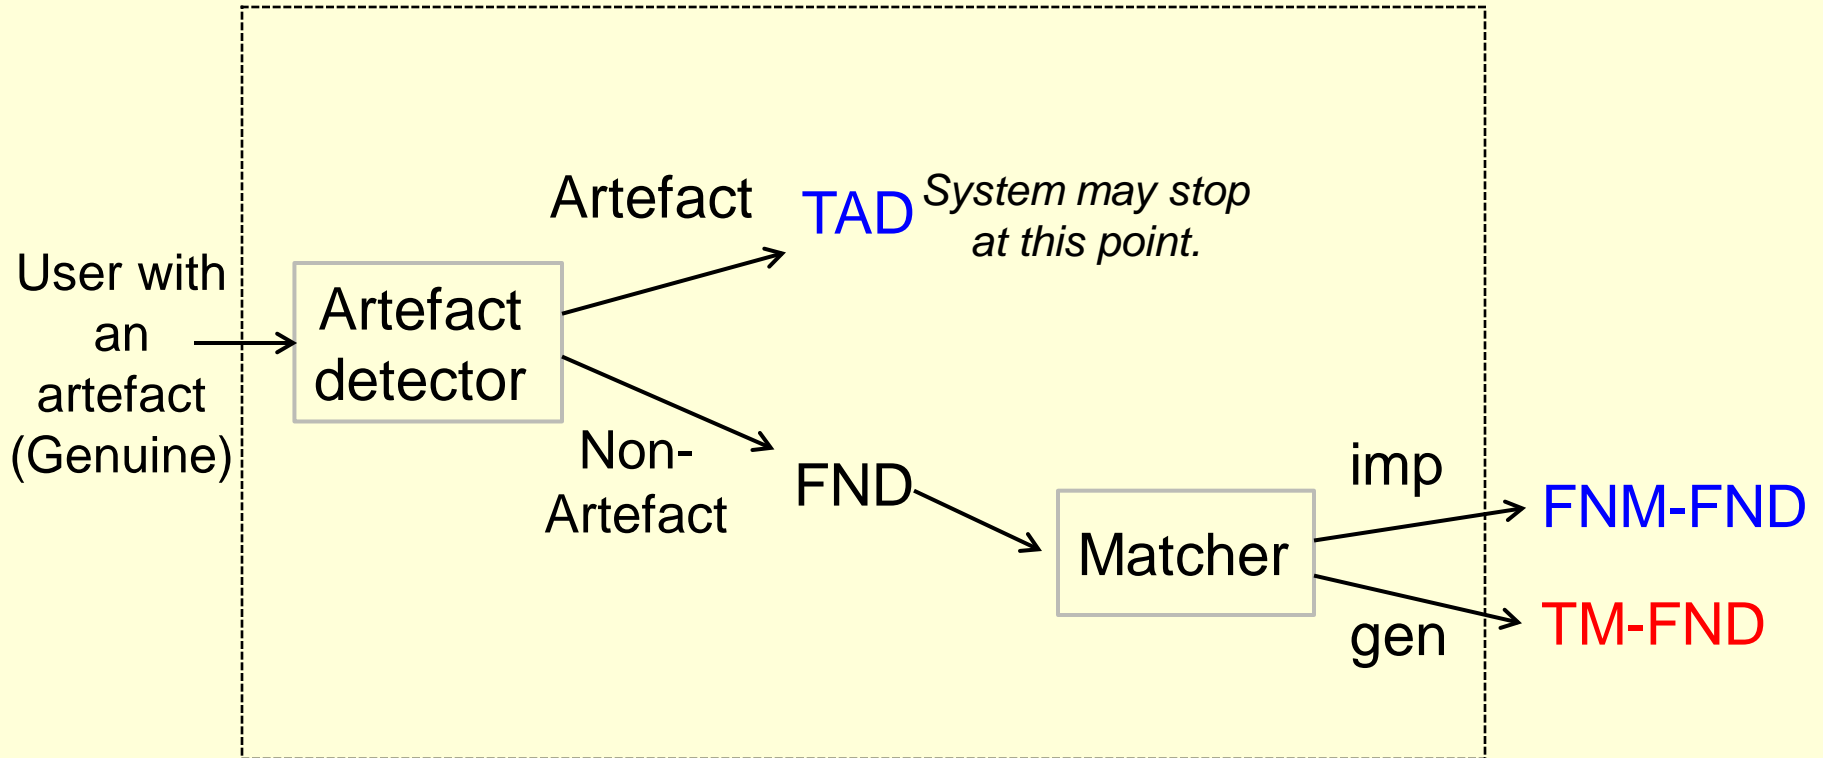 User with
an
artefact
(Genuine)
Artefact
detector
Artefact
TAD
System may stop
at this point.
Non-
Artefact
FND
Matcher
imp
gen
FNM-FND
TM-FND